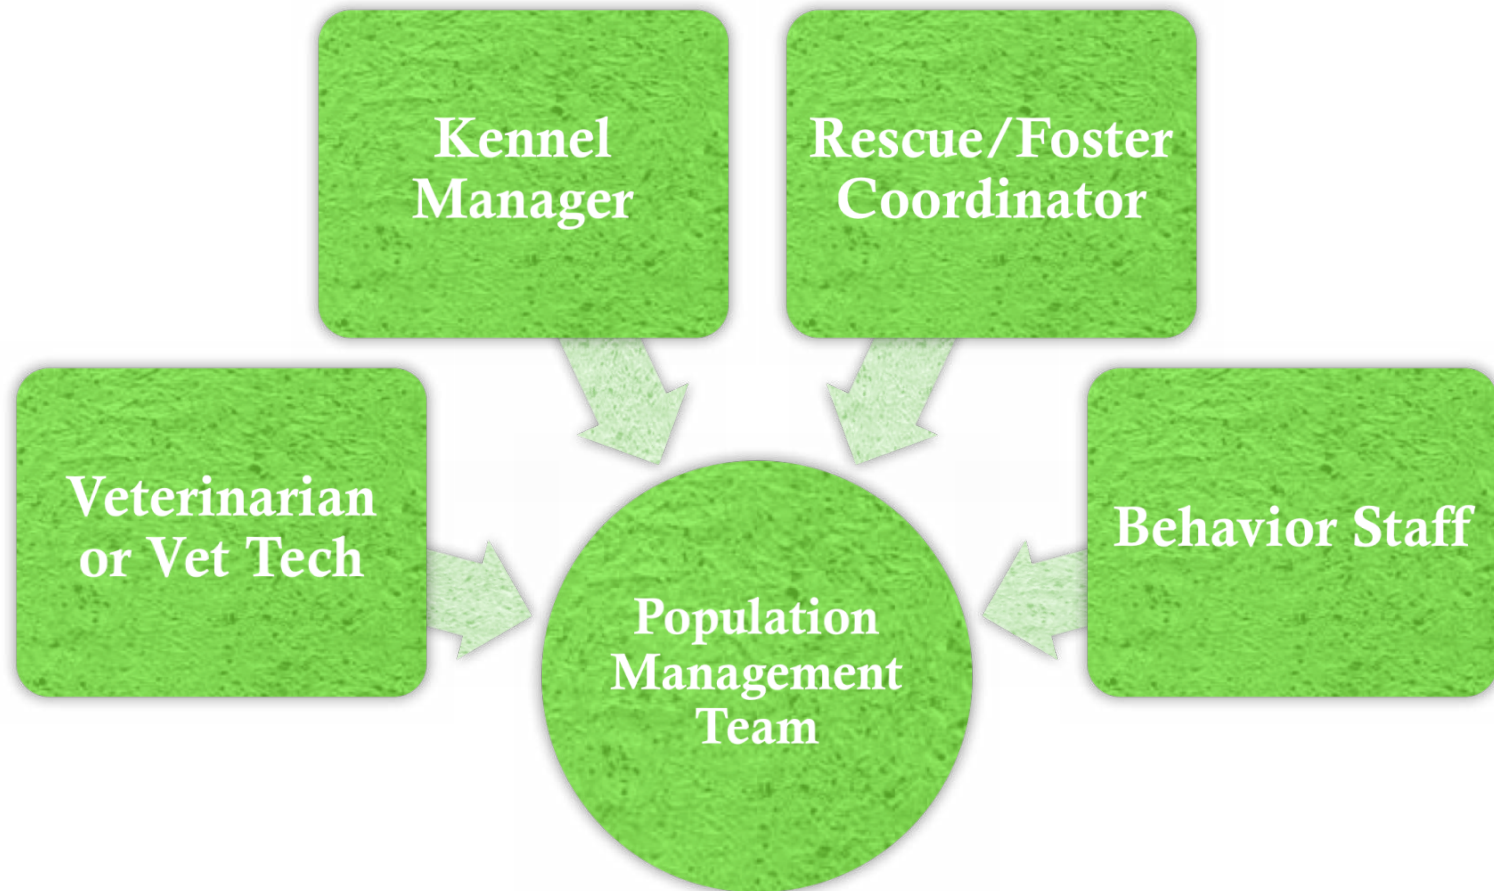 Kennel
Manager
Rescue/Foster
Coordinator
Veterinarian
or Vet Tech
Behavior Staff
Population
Management
Team